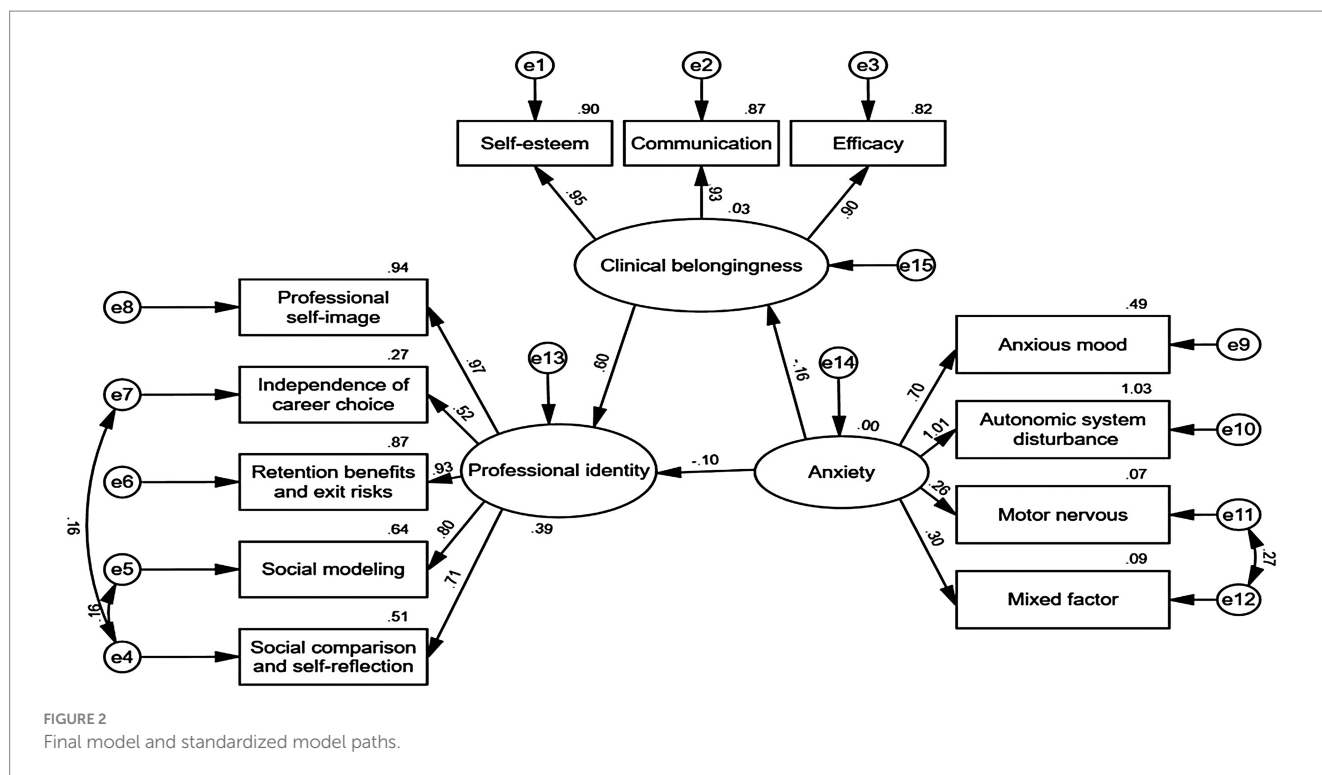 e1
e2
e3
.90
.87
.82
Self-esteem
Communication
Efficacy
.95
.93
.90
.03
Clinical belongingness
e15
.94
e8
Professional
self-image
.97
.27
e7
Independence of
career choice
.52
.87
e6
Retention benefits
and exit risks
.93
.64
e5
Social modeling
.80
.51
e4
Social comparison
and self-reflection
.71
.16
.16
e13
Professional identity
.39
.60
-.16
-.10
e14
.00
Anxiety
.49
Anxious mood
e9
.70
1.03
Autonomic system
disturbance
e10
1.01
.07
Motor nervous
e11
.26
.09
Mixed factor
e12
.30
.27
FIGURE 2
Final model and standardized model paths.